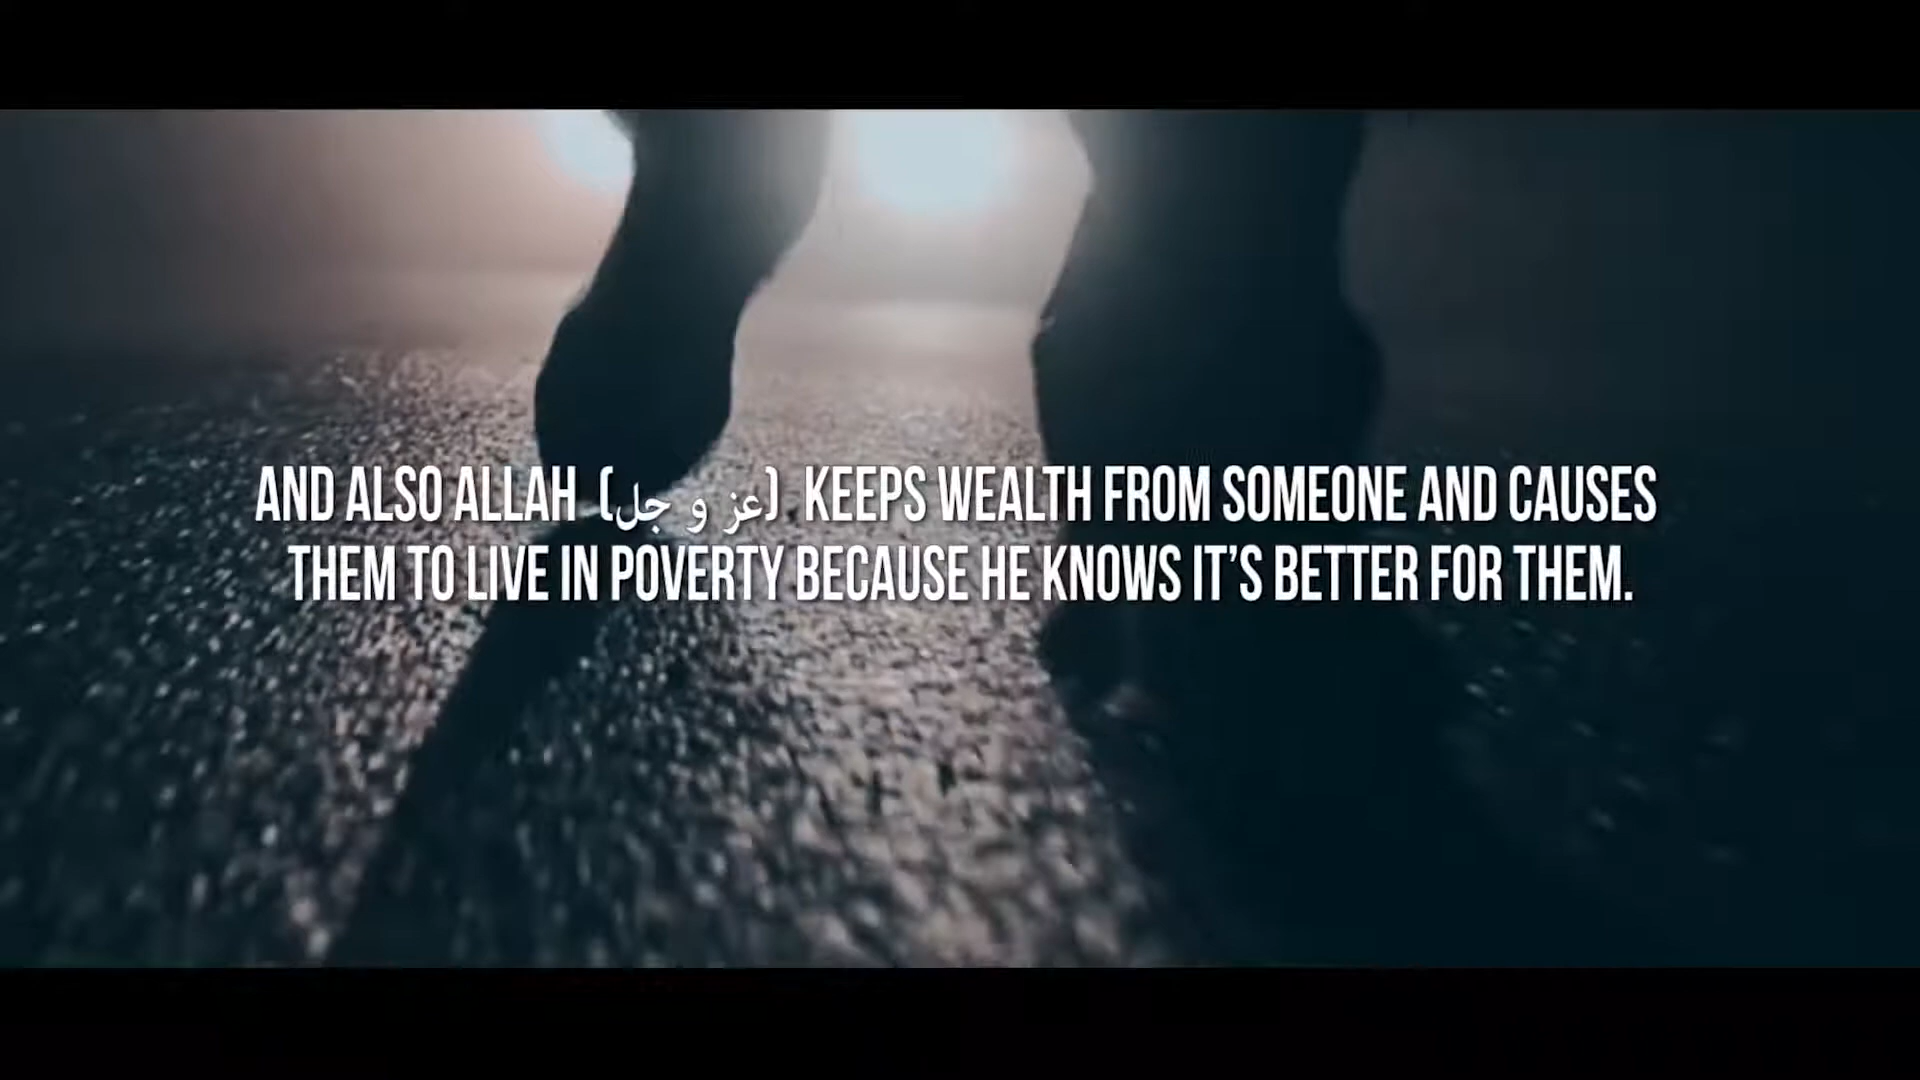 AND ALSO ALLAH (عز و جل) KEEPS WEALTH FROM SOMEONE AND CAUSES
THEM TO LIVE IN POVERTY BECAUSE HE KNOWS IT'S BETTER FOR THEM.